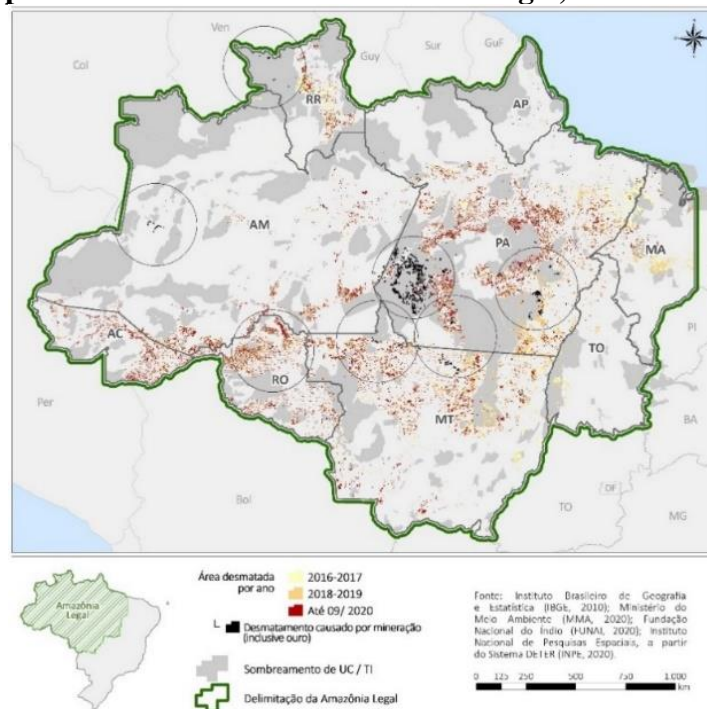 Ven
Guy
Sur
GuF
Col
RR
AP
AM
PA
MA
PI
AC
TO
RO
MT
BA
Per
Bol
TO
DF
MG
Amazônia
Legal
Área desmatada
por ano
2016-2017
2018-2019
Até 09/ 2020
Desmatamento causado por mineração
(inclusive ouro)
Sombreamento de UC / TI
Delimitação da Amazônia Legal
Fonte: Instituto Brasileiro de Geografia
e Estatística (IBGE, 2010); Ministério do
Meio Ambiente (MMA, 2020); Fundação
Nacional do Índio (FUNAI, 2020); Instituto
Nacional de Pesquisas Espaciais, a partir
do Sistema DETER (INPE, 2020).
0 125 250 500 750 1.000
km